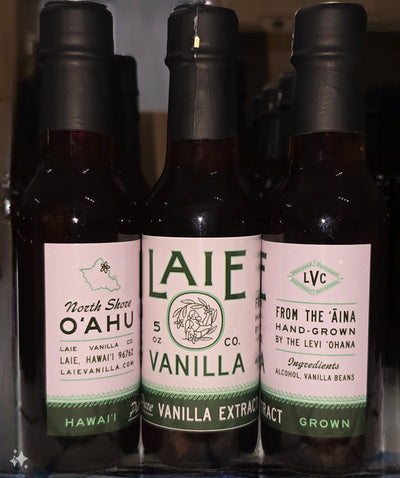 North Shore
O'AHU
LAIE VANILLA CO.
LAIE, HAWAI'I 96762
LAIEVANILLA.COM
HAWAI'I
LAIE
5 OZ CO.
VANILLA
Pure VANILLA EXTRACT
LVC
FROM THE 'ĀINA
HAND-GROWN
BY THE LEVI 'OHANA
Ingredients
ALCOHOL, VANILLA BEANS
GROWN